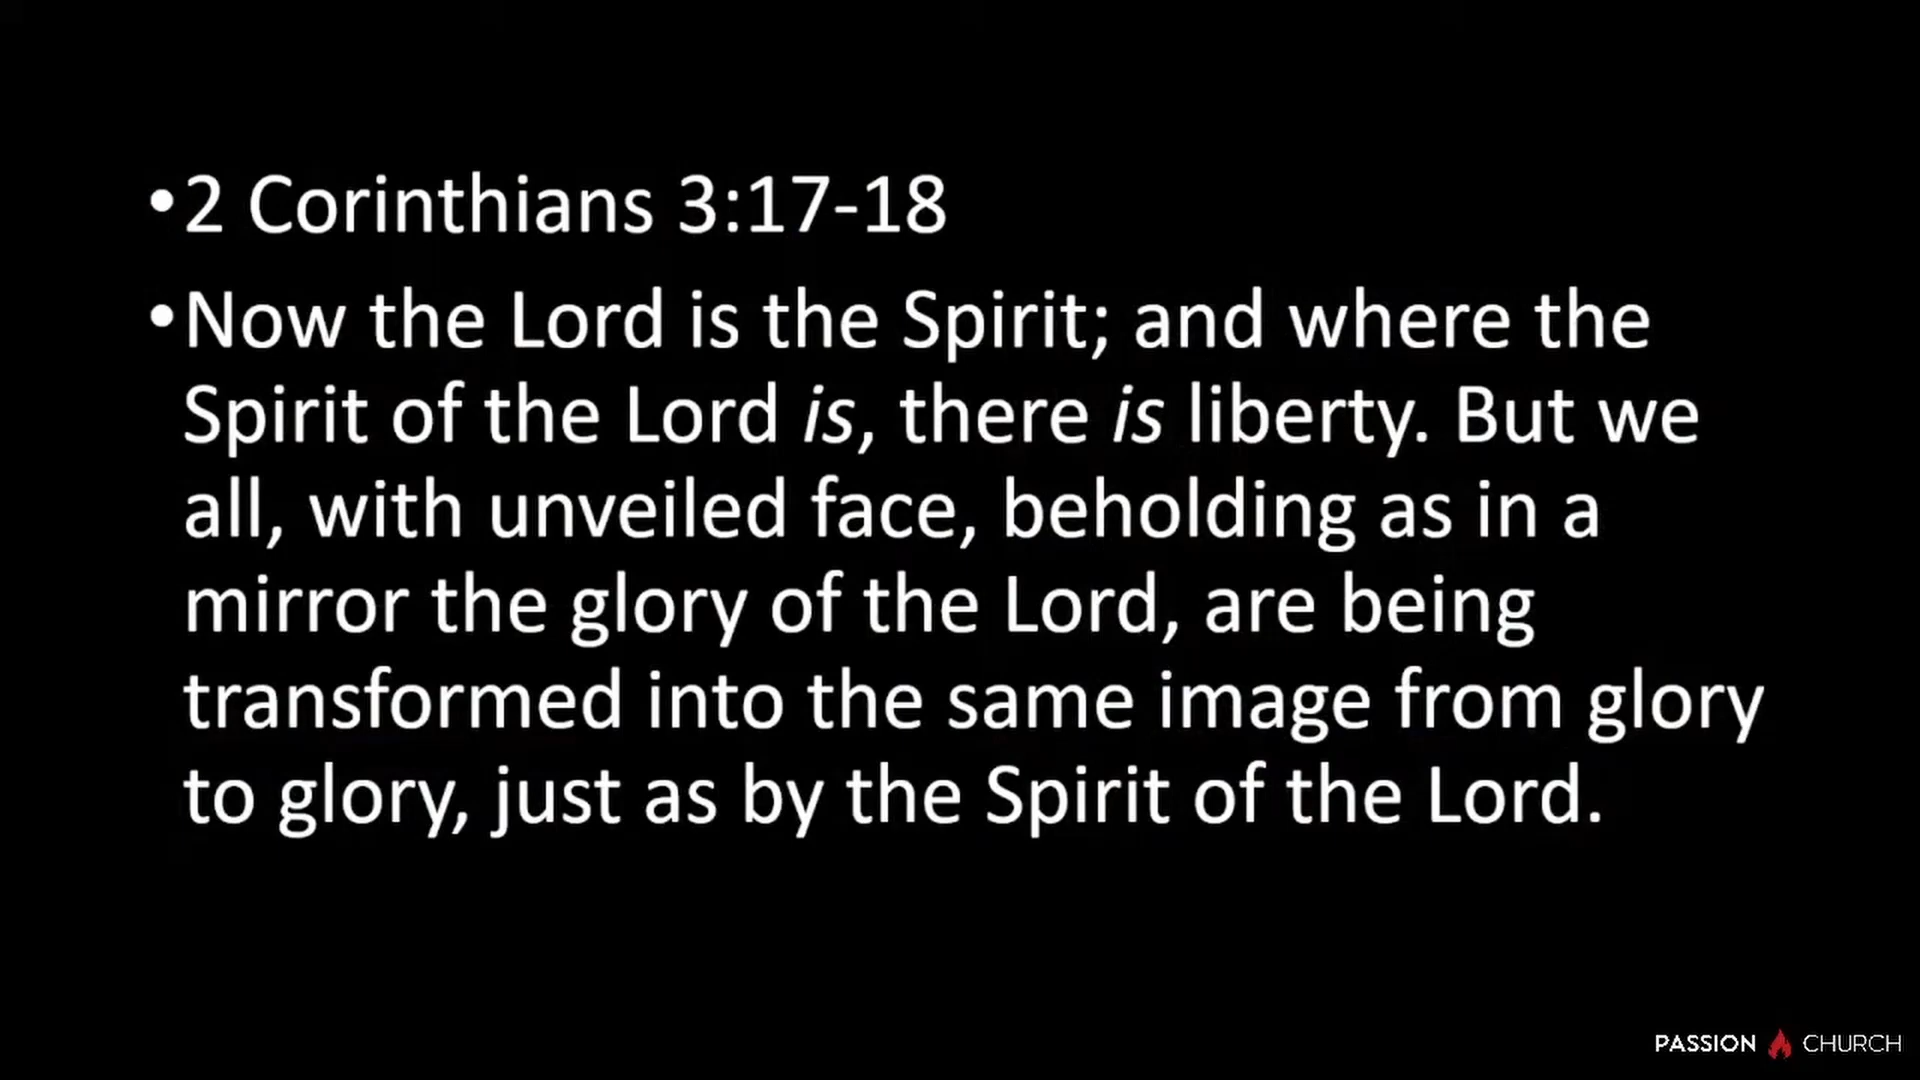 •2 Corinthians 3:17-18
•Now the Lord is the Spirit; and where the
Spirit of the Lord is, there is liberty. But we
all, with unveiled face, beholding as in a
mirror the glory of the Lord, are being
transformed into the same image from glory
to glory, just as by the Spirit of the Lord.
PASSION CHURCH